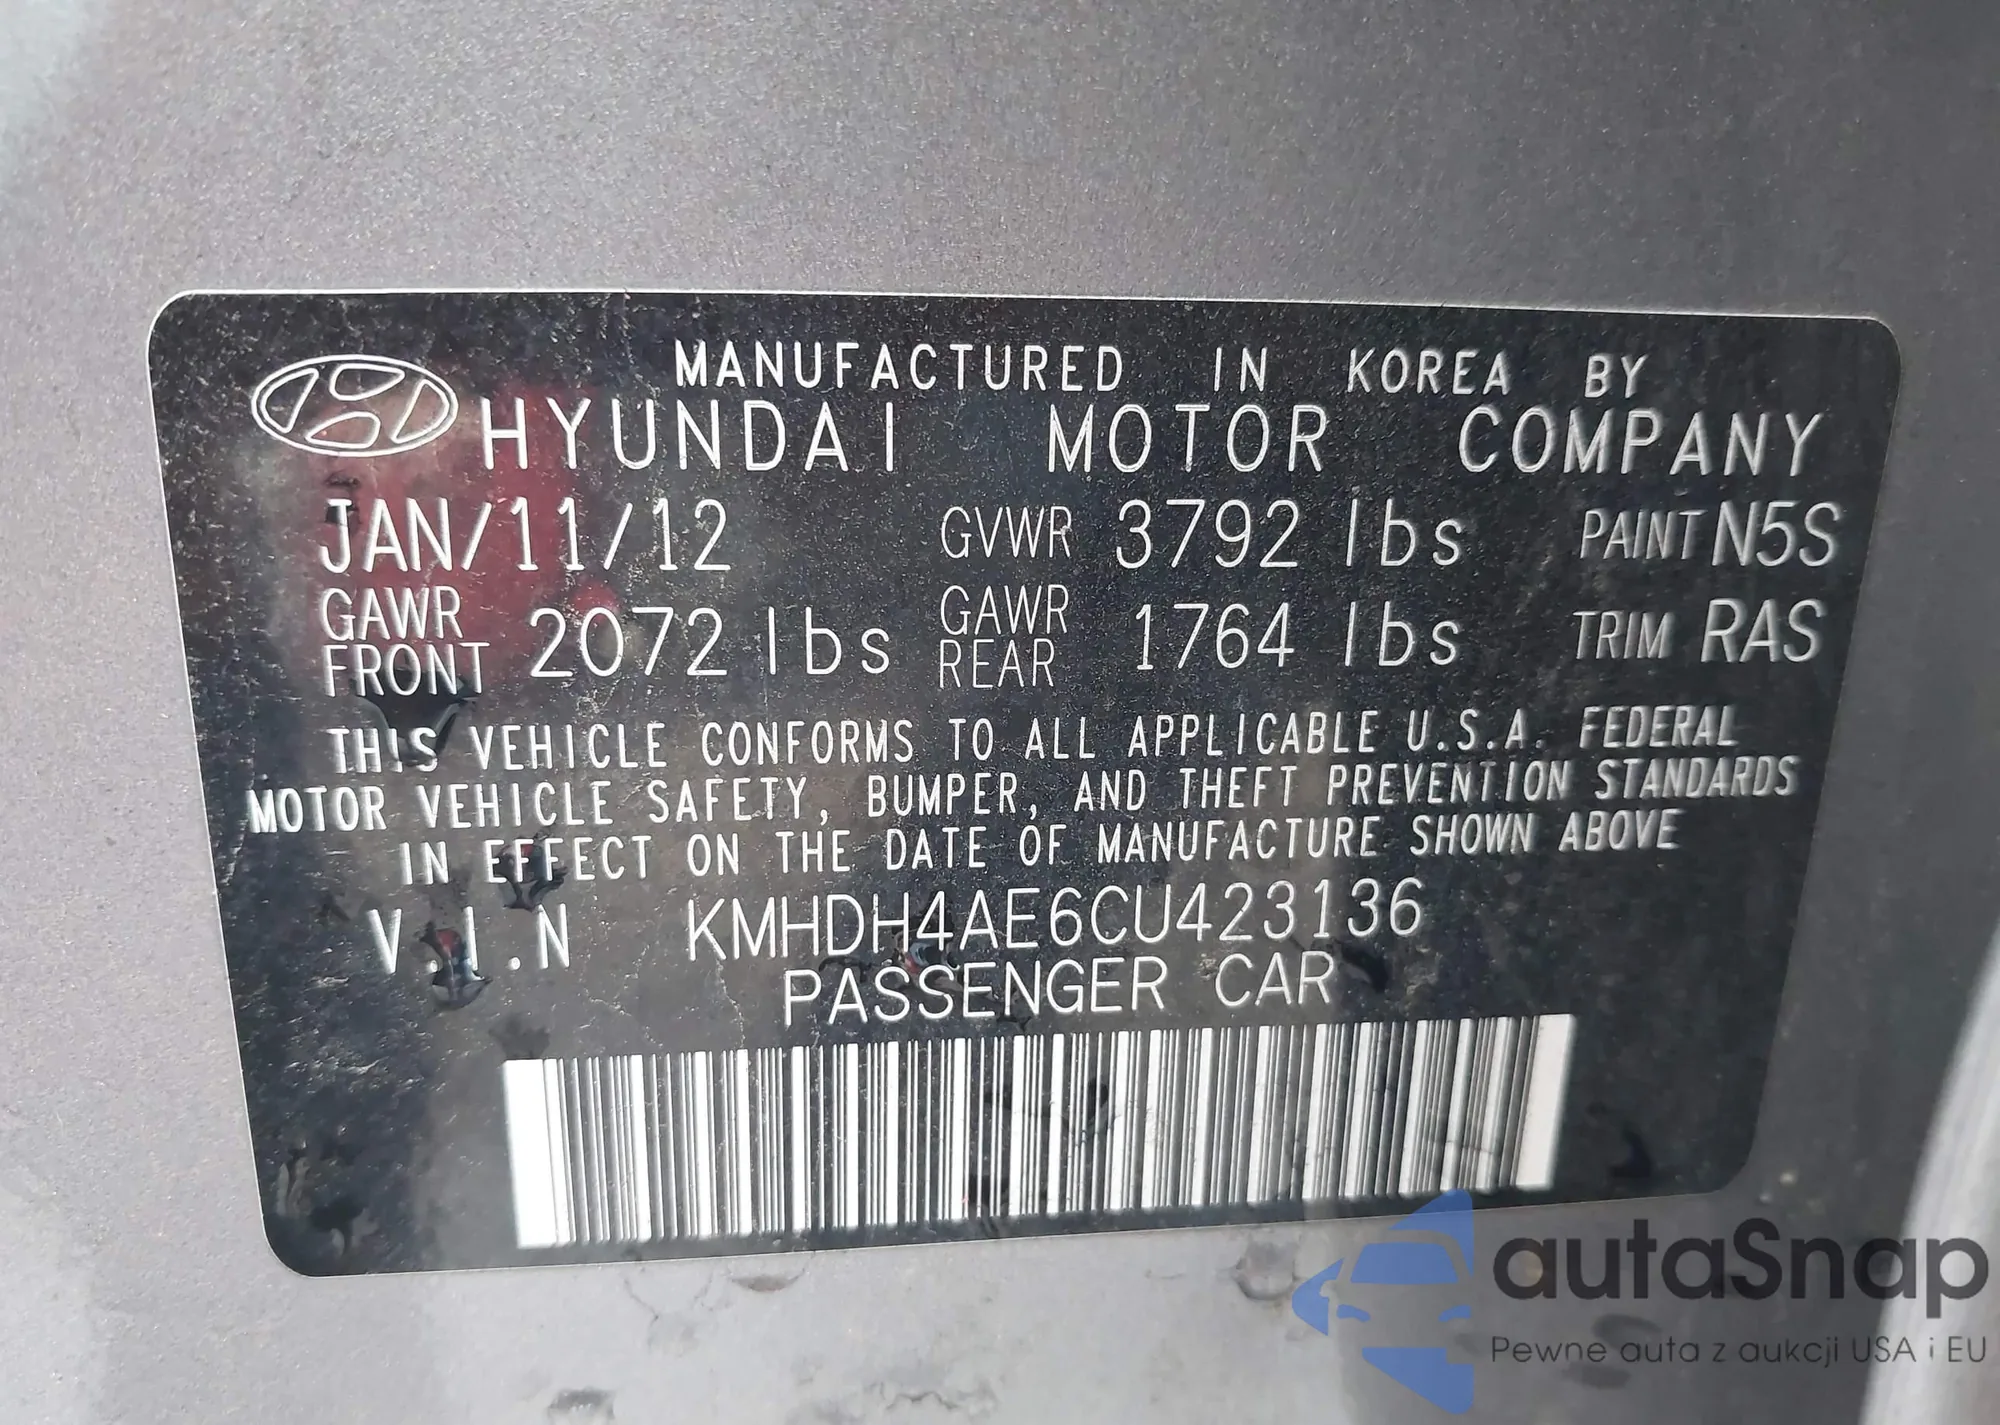 MANUFACTURED IN KOREA BY
HYUNDAI MOTOR COMPANY
JAN/11/12 GVWR 3792 lbs PAINT N5S
GAWR FRONT 2072 lbs GAWR REAR 1764 lbs TRIM RAS
THIS VEHICLE CONFORMS TO ALL APPLICABLE U.S.A. FEDERAL
MOTOR VEHICLE SAFETY, BUMPER, AND THEFT PREVENTION STANDARDS
IN EFFECT ON THE DATE OF MANUFACTURE SHOWN ABOVE
V.I.N KMHDH4AE6CU423136
PASSENGER CAR
autaSnap
Pewne auta z aukcji USA i EU